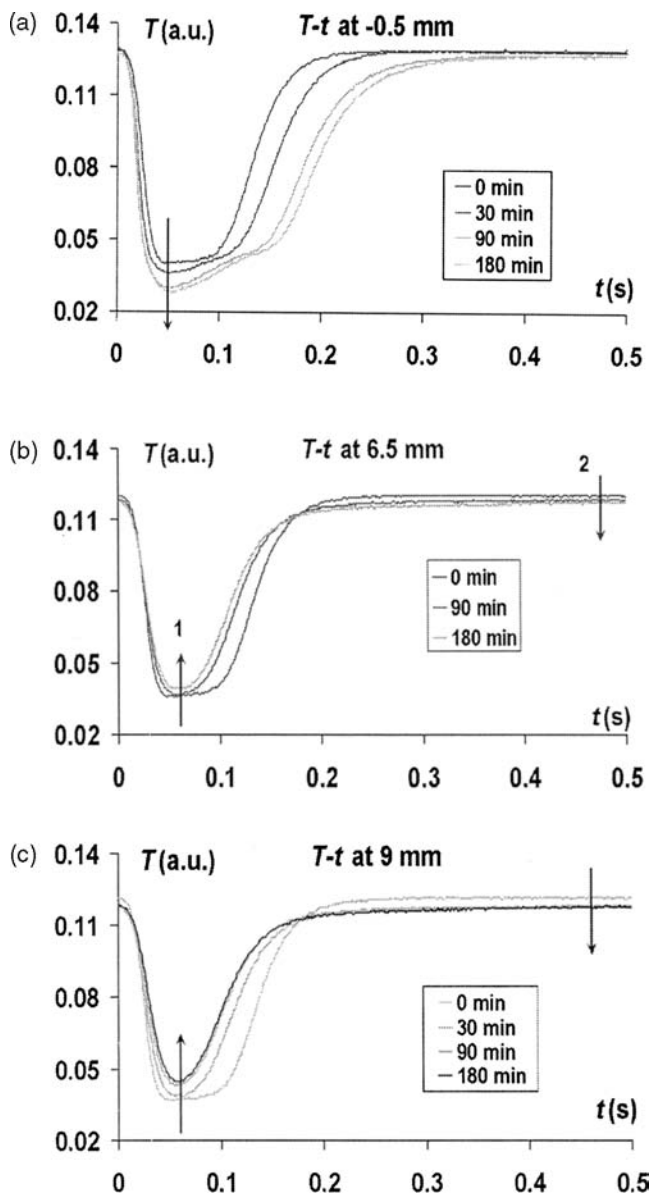 (a) 0.14 T (a.u.) T-t at -0.5 mm
0.11
0.08
0 min
30 min
0.05
90 min
180 min
t (s)
0.02
0 0.1 0.2 0.3 0.4 0.5
(b) 0.14 T (a.u.) T-t at 6.5 mm
2
0.11
0.08
0 min
90 min
1
180 min
0.05
t (s)
0.02
0 0.1 0.2 0.3 0.4 0.5
(c) 0.14 T (a.u.) T-t at 9 mm
0.11
0.08
0 min
30 min
90 min
180 min
0.05
t (s)
0.02
0 0.1 0.2 0.3 0.4 0.5